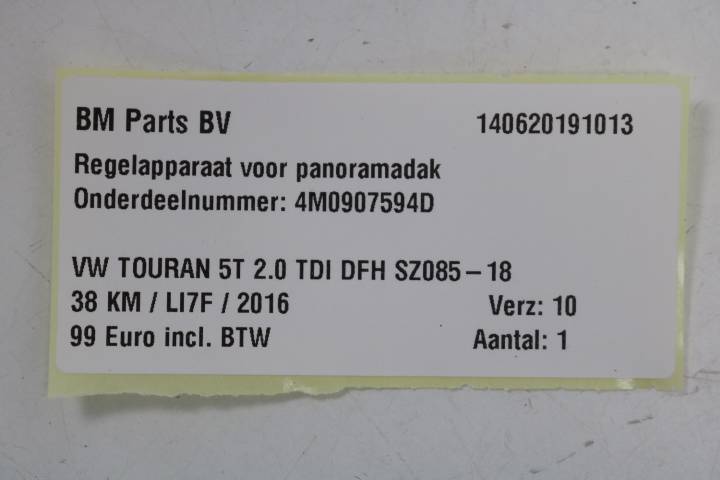 BM Parts BV 140620191013
Regelapparaat voor panoramadak
Onderdeelnummer: 4M0907594D
VW TOURAN 5T 2.0 TDI DFH SZ085 – 18
38 KM / LI7F / 2016 Verz: 10
99 Euro incl. BTW Aantal: 1